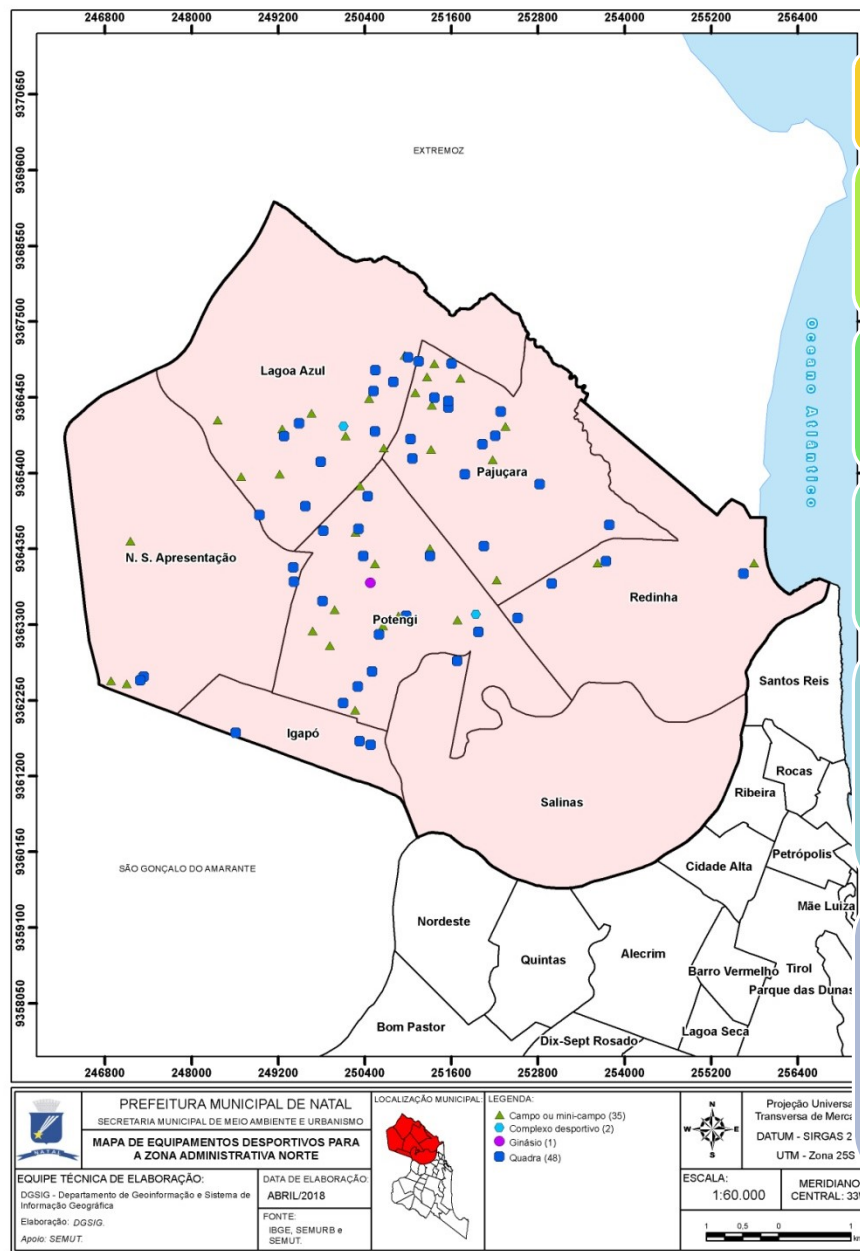 246800 248000 249200 250400 251600 252800 254000 255200 256400
9370650
9369600
9368550
9367500
9366450
9365400
9364350
9363300
9362250
9361200
9360150
9359100
9358050
EXTREMOZ
Oceano Atlântico
Lagoa Azul
Pajuçara
N. S. Apresentação
Redinha
Potengi
Santos Reis
Igapó
Rocas
Ribeira
Salinas
Petrópolis
Cidade Alta
SÃO GONÇALO DO AMARANTE
Mãe Luiza
Nordeste
Alecrim
Quintas
Tirol
Barro Vermelho
Parque das Dunas
Bom Pastor
Lagoa Seca
Dix-Sept Rosado
246800 248000 249200 250400 251600 252800 254000 255200 256400
NATAL
PREFEITURA MUNICIPAL DE NATAL
SECRETARIA MUNICIPAL DE MEIO AMBIENTE E URBANISMO
MAPA DE EQUIPAMENTOS DESPORTIVOS PARA
A ZONA ADMINISTRATIVA NORTE
EQUIPE TÉCNICA DE ELABORAÇÃO:
DGSIG - Departamento de Geoinformação e Sistema de
Informação Geográfica
Elaboração: DGSIG.
Apoio: SEMUT.
DATA DE ELABORAÇÃO:
ABRIL/2018
FONTE:
IBGE, SEMURB e
SEMUT.
LOCALIZAÇÃO MUNICIPAL:
LEGENDA:
Campo ou mini-campo (35)
Complexo desportivo (2)
Ginásio (1)
Quadra (48)
N
W E
S
Projeção Universa
Transversa de Merca
DATUM - SIRGAS 2
UTM - Zona 25S
ESCALA:
1:60.000
MERIDIANO
CENTRAL: 33
1 0,5 0 1